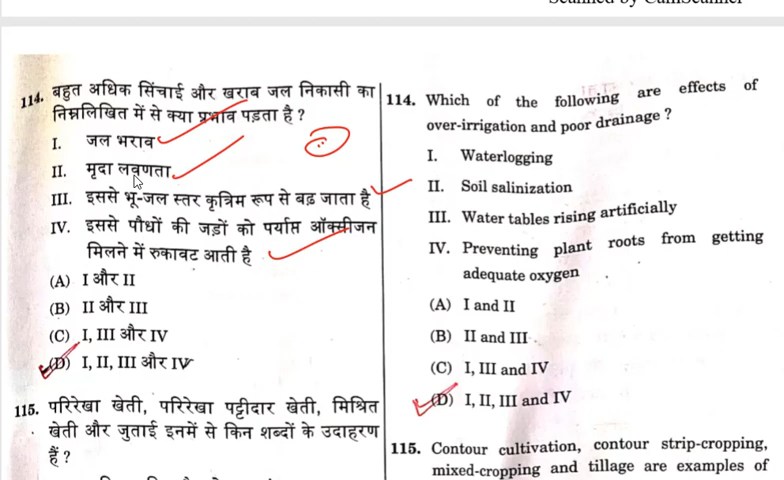 114. बहुत अधिक सिंचाई और खराब जल निकासी का
निम्नलिखित में से क्या प्रभाव पड़ता है ?
I. जल भराव
II. मृदा लवणता
III. इससे भू-जल स्तर कृत्रिम रूप से बढ़ जाता है
IV. इससे पौधों की जड़ों को पर्याप्त ऑक्सीजन
मिलने में रुकावट आती है
(A) I और II
(B) II और III
(C) I, III और IV
(D) I, II, III और IV
115. परिरेखा खेती, परिरेखा पट्टीदार खेती, मिश्रित
खेती और जुताई इनमें से किन शब्दों के उदाहरण
हैं ?
114. Which of the following are effects of
over-irrigation and poor drainage ?
I. Waterlogging
II. Soil salinization
III. Water tables rising artificially
IV. Preventing plant roots from getting
adequate oxygen
(A) I and II
(B) II and III
(C) I, III and IV
(D) I, II, III and IV
115. Contour cultivation, contour strip-cropping,
mixed-cropping and tillage are examples of